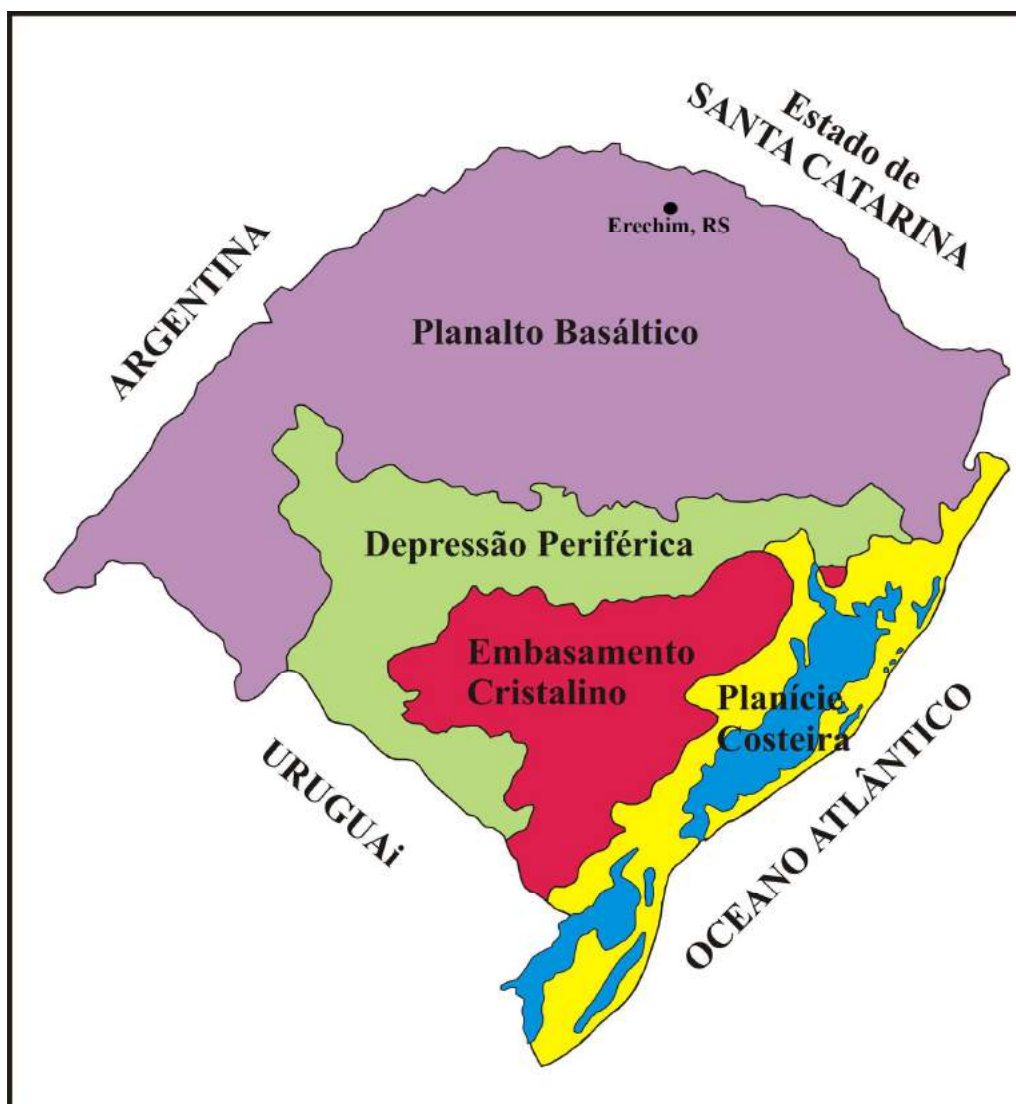 Estado de
SANTA CATARINA
Erechim, RS
ARGENTINA
Planalto Basáltico
Depressão Periférica
Embasamento
Cristalino
Planície
Costeira
URUGUAi
OCEANO ATLÂNTICO